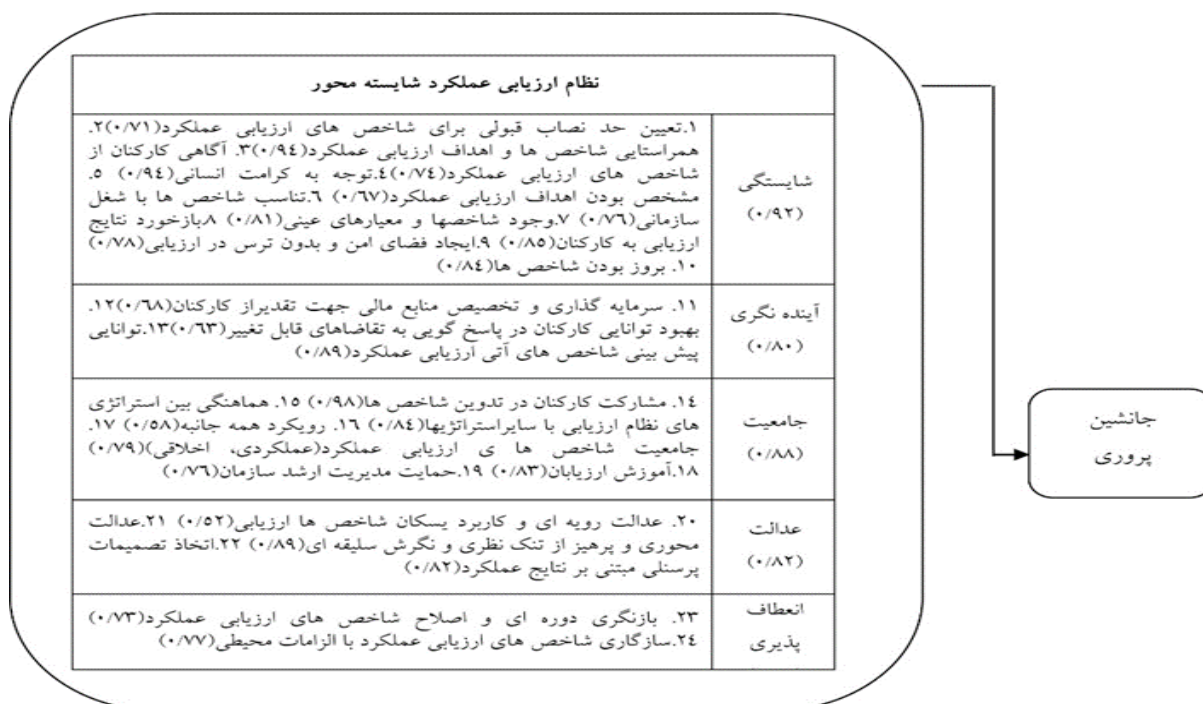 نظام ارزیابی عملکرد شایسته محور
شایستگی
(۰/۹۲)
۱.تعیین حد نصاب قبولی برای شاخص های ارزیابی عملکرد(۰/۷۱)۲.
همراستایی شاخص ها و اهداف ارزیابی عملکرد(۰/۹٤)۳. آگاهی کارکنان از
شاخص های ارزیابی عملکرد(۰/۷٤)٤.توجه به کرامت انسانی(۰/۹٤) ۵.
مشخص بودن اهداف ارزیابی عملکرد(۰/۶۷) ۶.تناسب شاخص ها با شغل
سازمانی(۰/۷۶) ۷.وجود شاخصها و معیارهای عینی(۰/۸۱) ۸.بازخورد نتایج
ارزیابی به کارکنان(۰/۸۵) ۹.ایجاد فضای امن و بدون ترس در ارزیابی(۰/۷۸)
۱۰. بروز بودن شاخص ها(۰/۸٤)
آینده نگری
(۰/۸۰)
۱۱. سرمایه گذاری و تخصیص منابع مالی جهت تقدیراز کارکنان(۰/۶۸)۱۲.
بهبود توانایی کارکنان در پاسخ گویی به تقاضاهای قابل تغییر(۰/۶۳)۱۳.توانایی
پیش بینی شاخص های آتی ارزیابی عملکرد(۰/۸۹)
جامعیت
(۰/۸۸)
۱٤. مشارکت کارکنان در تدوین شاخص ها(۰/۹۸) ۱۵. هماهنگی بین استراتژی
های نظام ارزیابی با سایراستراتژیها(۰/۸٤) ۱۶. رویکرد همه جانبه(۰/۵۸) ۱۷.
جامعیت شاخص ها ی ارزیابی عملکرد(عملکردی، اخلاقی)(۰/۷۹)
۱۸.آموزش ارزیابان(۰/۸۳) ۱۹.حمایت مدیریت ارشد سازمان(۰/۷۶)
عدالت
(۰/۸۲)
۲۰. عدالت رویه ای و کاربرد یسکان شاخص ها ارزیابی(۰/۵۲) ۲۱.عدالت
محوری و پرهیز از تنک نظری و نگرش سلیقه ای(۰/۸۹) ۲۲.اتخاذ تصمیمات
پرسنلی مبتنی بر نتایج عملکرد(۰/۸۲)
انعطاف
پذیری
۲۳. بازنگری دوره ای و اصلاح شاخص های ارزیابی عملکرد(۰/۷۳)
۲٤.سازگاری شاخص های ارزیابی عملکرد با الزامات محیطی(۰/۷۷)
جانشین
پروری